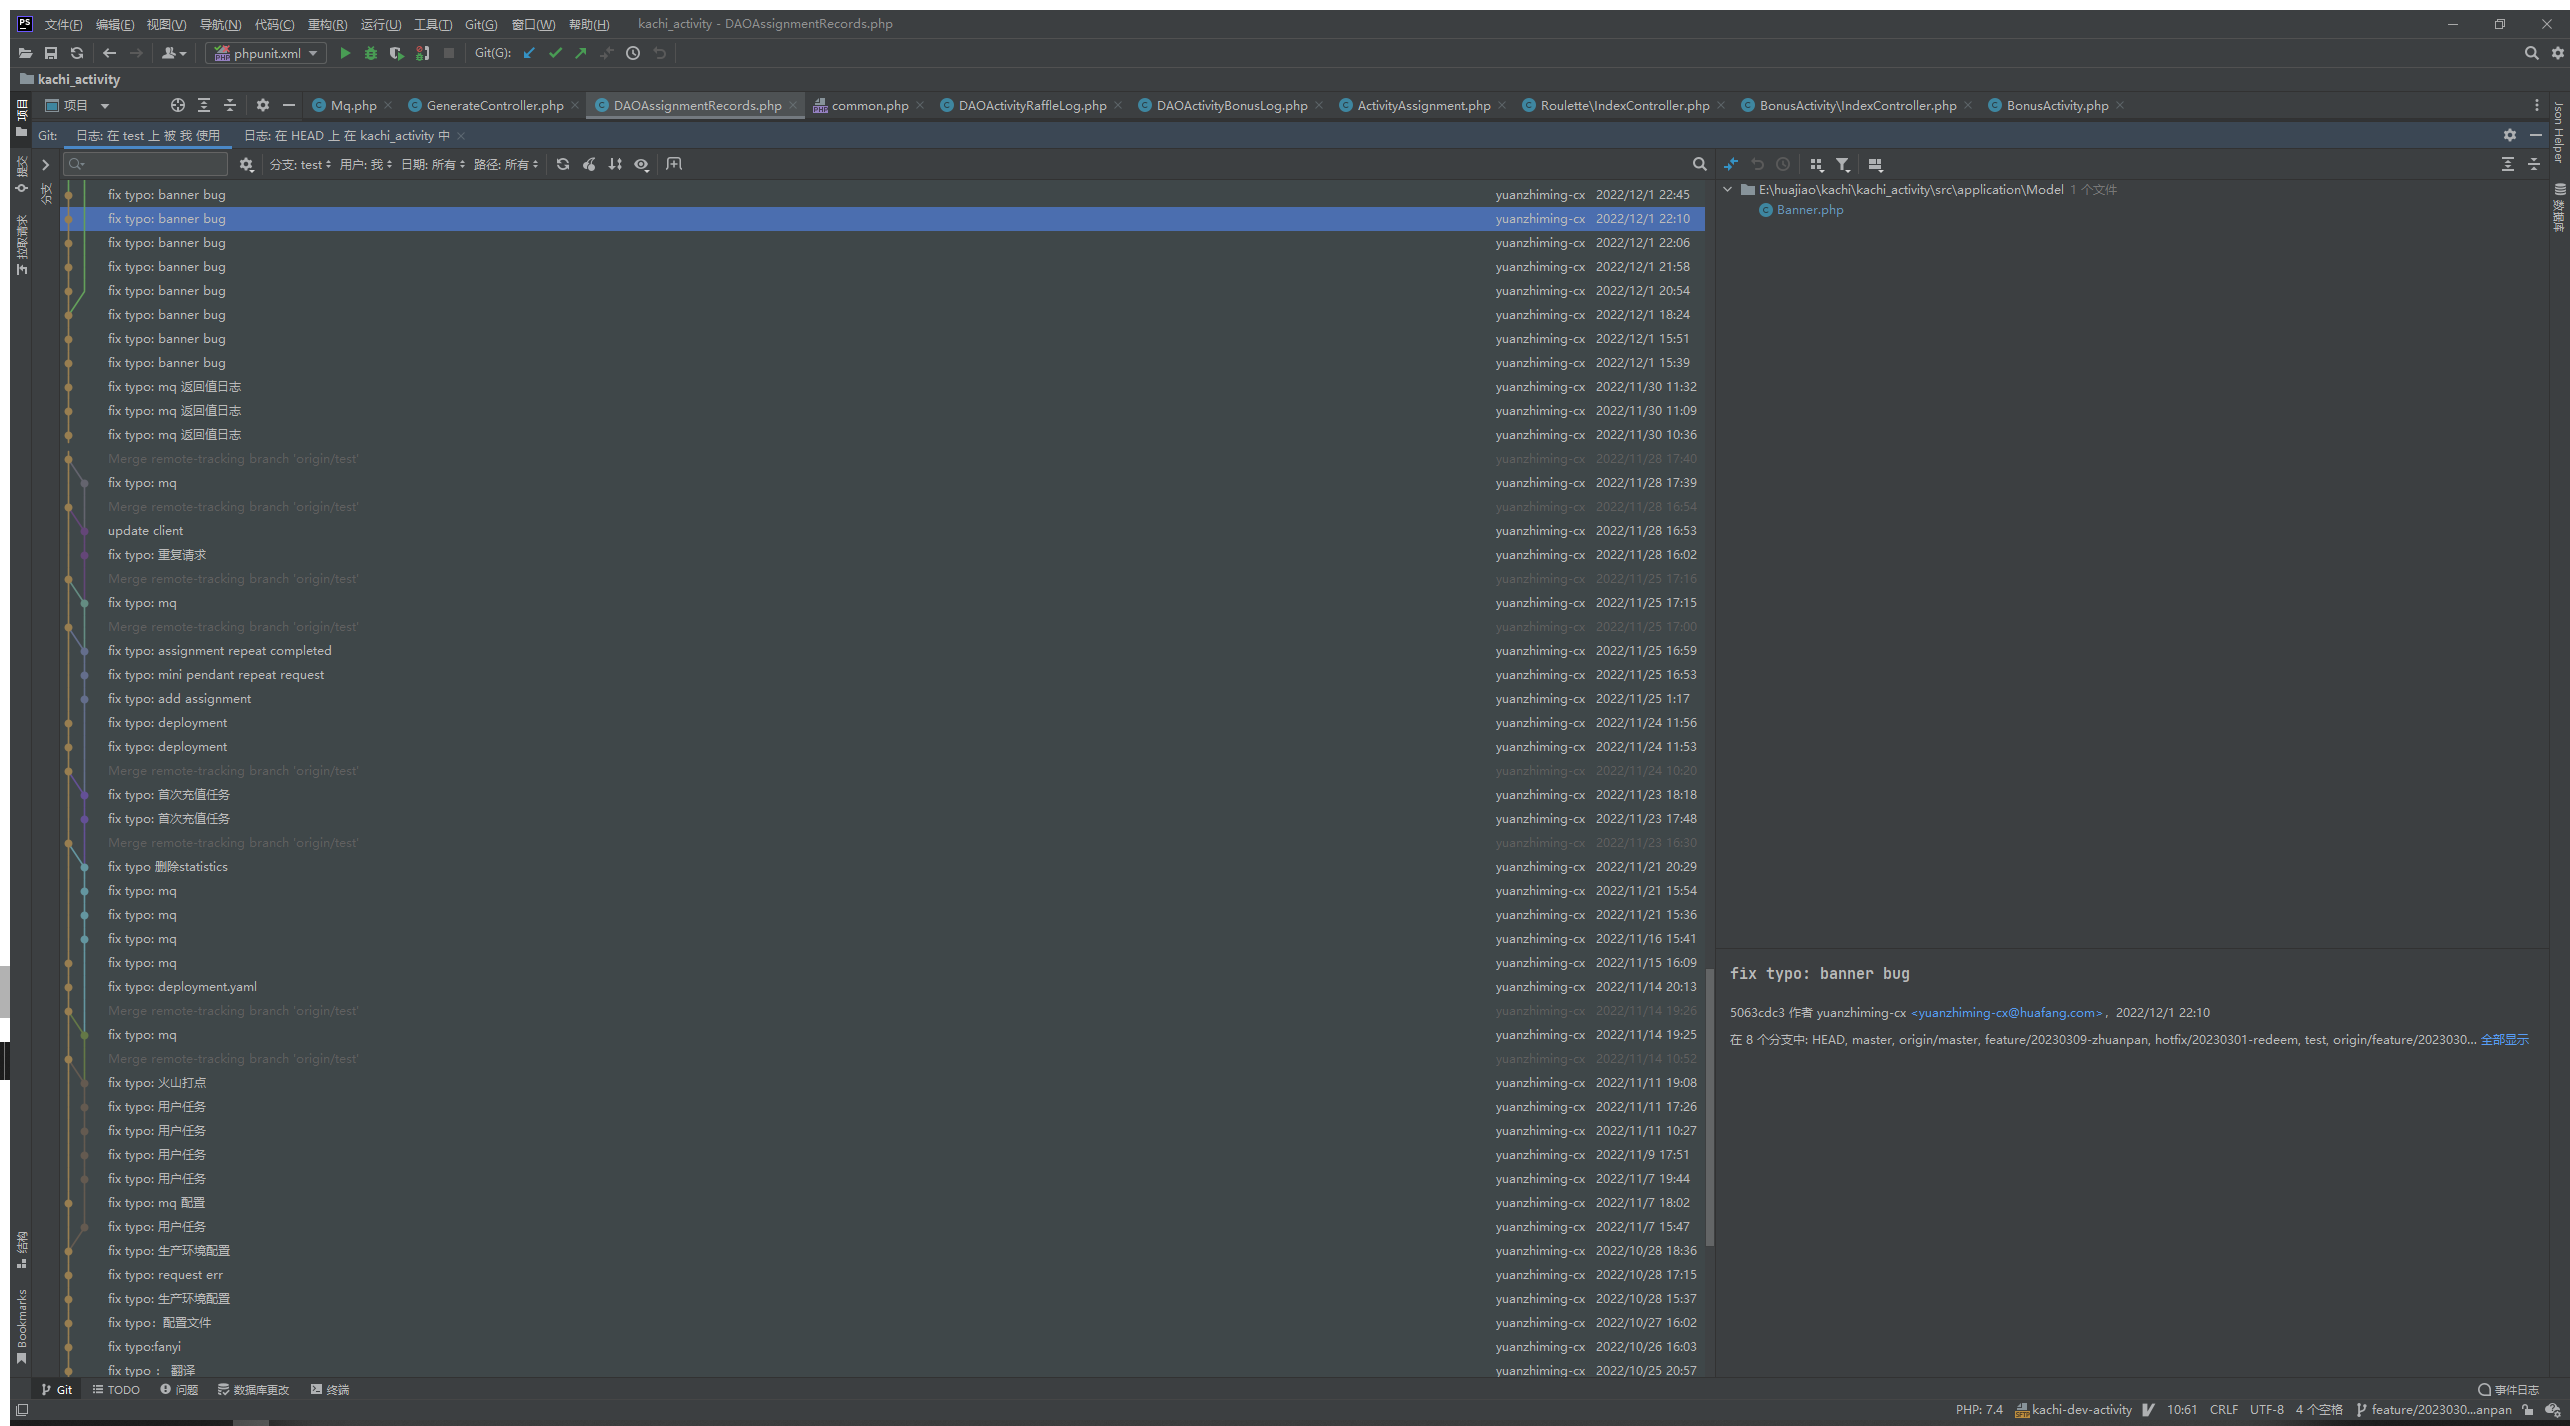 PS 文件(F) 编辑(E) 视图(V) 导航(N) 代码(C) 重构(R) 运行(U) 工具(T) Git(G) 窗口(W) 帮助(H) kachi_activity - DAOAssignmentRecords.php
phpunit.xml Git(G):
kachi_activity
项目 Mq.php GenerateController.php DAOAssignmentRecords.php common.php DAOActivityRaffleLog.php DAOActivityBonusLog.php ActivityAssignment.php Roulette\IndexController.php BonusActivity\IndexController.php BonusActivity.php
Git: 日志: 在 test 上 被 我 使用 日志: 在 HEAD 上 在 kachi_activity 中
分支: test 用户: 我 日期: 所有 路径: 所有
fix typo: banner bug yuanzhiming-cx 2022/12/1 22:45
fix typo: banner bug yuanzhiming-cx 2022/12/1 22:10
fix typo: banner bug yuanzhiming-cx 2022/12/1 22:06
fix typo: banner bug yuanzhiming-cx 2022/12/1 21:58
fix typo: banner bug yuanzhiming-cx 2022/12/1 20:54
fix typo: banner bug yuanzhiming-cx 2022/12/1 18:24
fix typo: banner bug yuanzhiming-cx 2022/12/1 15:51
fix typo: banner bug yuanzhiming-cx 2022/12/1 15:39
fix typo: mq 返回值日志 yuanzhiming-cx 2022/11/30 11:32
fix typo: mq 返回值日志 yuanzhiming-cx 2022/11/30 11:09
fix typo: mq 返回值日志 yuanzhiming-cx 2022/11/30 10:36
Merge remote-tracking branch 'origin/test' yuanzhiming-cx 2022/11/28 17:40
fix typo: mq yuanzhiming-cx 2022/11/28 17:39
Merge remote-tracking branch 'origin/test' yuanzhiming-cx 2022/11/28 16:54
update client yuanzhiming-cx 2022/11/28 16:53
fix typo: 重复请求 yuanzhiming-cx 2022/11/28 16:02
Merge remote-tracking branch 'origin/test' yuanzhiming-cx 2022/11/25 17:16
fix typo: mq yuanzhiming-cx 2022/11/25 17:15
Merge remote-tracking branch 'origin/test' yuanzhiming-cx 2022/11/25 17:00
fix typo: assignment repeat completed yuanzhiming-cx 2022/11/25 16:59
fix typo: mini pendant repeat request yuanzhiming-cx 2022/11/25 16:53
fix typo: add assignment yuanzhiming-cx 2022/11/25 1:17
fix typo: deployment yuanzhiming-cx 2022/11/24 11:56
fix typo: deployment yuanzhiming-cx 2022/11/24 11:53
Merge remote-tracking branch 'origin/test' yuanzhiming-cx 2022/11/24 10:20
fix typo: 首次充值任务 yuanzhiming-cx 2022/11/23 18:18
fix typo: 首次充值任务 yuanzhiming-cx 2022/11/23 17:48
Merge remote-tracking branch 'origin/test' yuanzhiming-cx 2022/11/23 16:30
fix typo 删除statistics yuanzhiming-cx 2022/11/21 20:29
fix typo: mq yuanzhiming-cx 2022/11/21 15:54
fix typo: mq yuanzhiming-cx 2022/11/21 15:36
fix typo: mq yuanzhiming-cx 2022/11/16 15:41
fix typo: mq yuanzhiming-cx 2022/11/15 16:09
fix typo: deployment.yaml yuanzhiming-cx 2022/11/14 20:13
Merge remote-tracking branch 'origin/test' yuanzhiming-cx 2022/11/14 19:26
fix typo: mq yuanzhiming-cx 2022/11/14 19:25
Merge remote-tracking branch 'origin/test' yuanzhiming-cx 2022/11/14 10:52
fix typo: 火山打点 yuanzhiming-cx 2022/11/11 19:08
fix typo: 用户任务 yuanzhiming-cx 2022/11/11 17:26
fix typo: 用户任务 yuanzhiming-cx 2022/11/11 10:27
fix typo: 用户任务 yuanzhiming-cx 2022/11/9 17:51
fix typo: 用户任务 yuanzhiming-cx 2022/11/7 19:44
fix typo: mq 配置 yuanzhiming-cx 2022/11/7 18:02
fix typo: 用户任务 yuanzhiming-cx 2022/11/7 15:47
fix typo: 生产环境配置 yuanzhiming-cx 2022/10/28 18:36
fix typo: request err yuanzhiming-cx 2022/10/28 17:15
fix typo: 生产环境配置 yuanzhiming-cx 2022/10/28 15:37
fix typo：配置文件 yuanzhiming-cx 2022/10/27 16:02
fix typo:fanyi yuanzhiming-cx 2022/10/26 16:03
fix typo ： 翻译 yuanzhiming-cx 2022/10/25 20:57
E:\huajiao\kachi\kachi_activity\src\application\Model 1 个文件
Banner.php
fix typo: banner bug
5063cdc3 作者 yuanzhiming-cx <yuanzhiming-cx@huafang.com>，2022/12/1 22:10
在 8 个分支中: HEAD, master, origin/master, feature/20230309-zhuanpan, hotfix/20230301-redeem, test, origin/feature/2023030... 全部显示
项目
提交
拉取请求
分支
结构
Bookmarks
Json Helper
数据库
Git TODO 问题 数据库更改 终端 事件日志
PHP: 7.4 kachi-dev-activity 10:61 CRLF UTF-8 4 个空格 feature/2023030...anpan